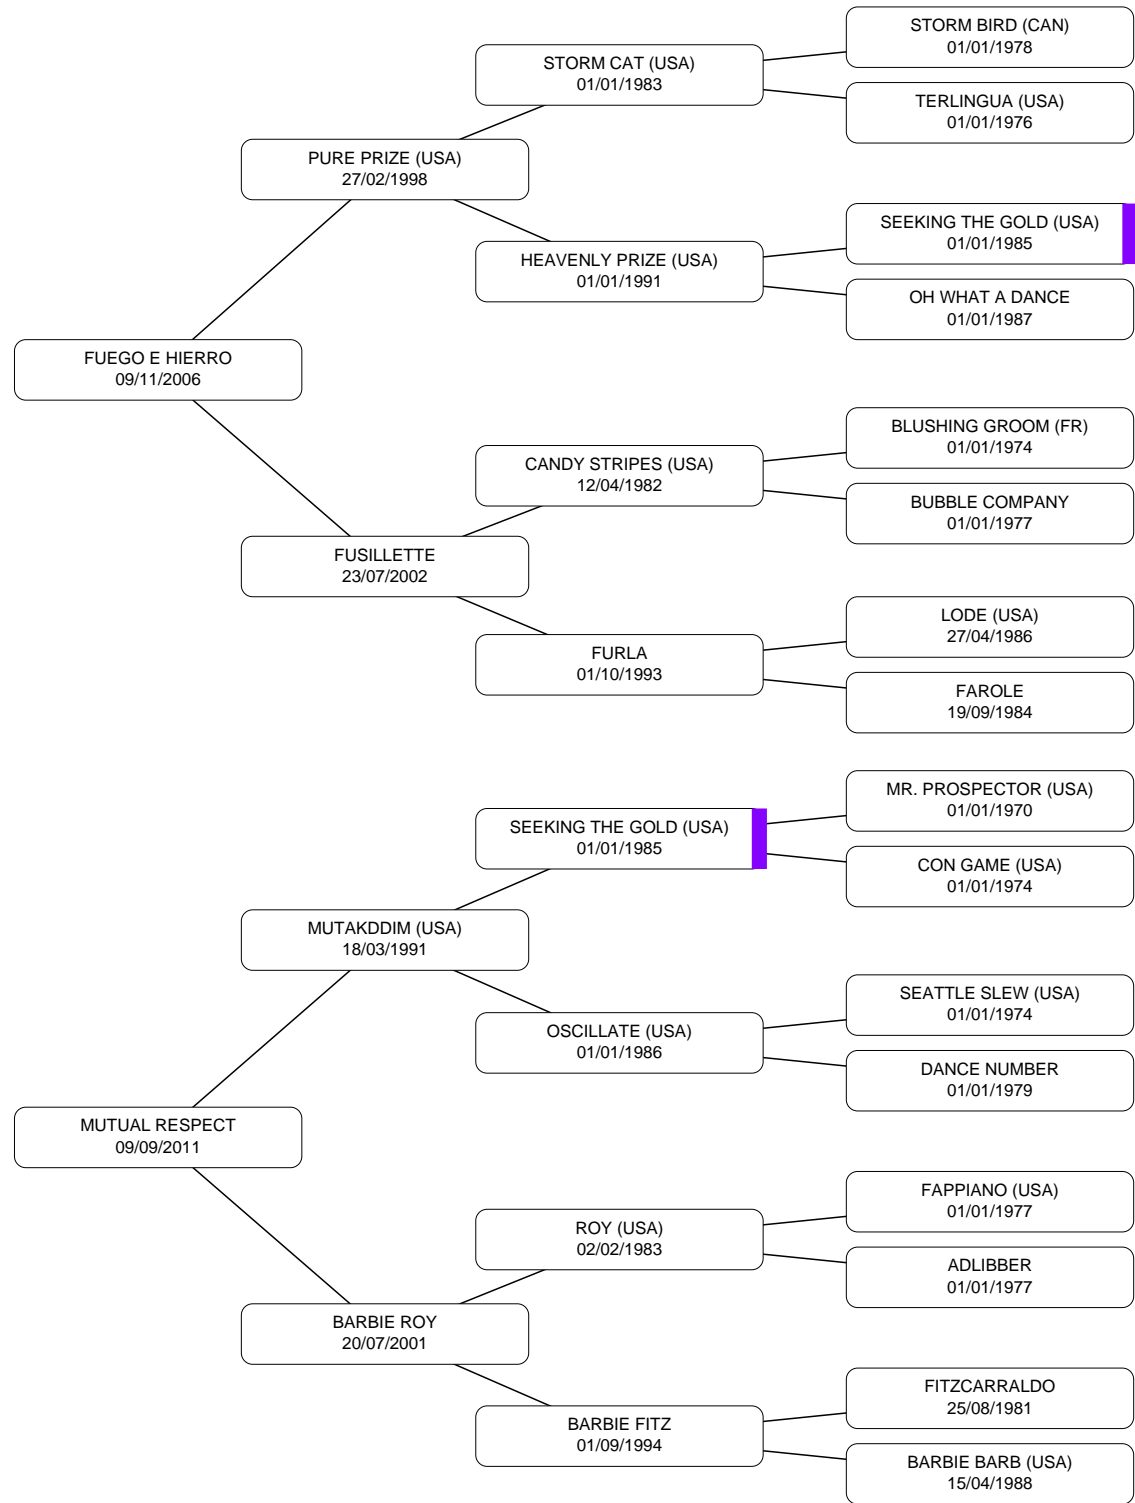 STORM BIRD (CAN)
01/01/1978
STORM CAT (USA)
01/01/1983
TERLINGUA (USA)
01/01/1976
PURE PRIZE (USA)
27/02/1998
SEEKING THE GOLD (USA)
01/01/1985
HEAVENLY PRIZE (USA)
01/01/1991
OH WHAT A DANCE
01/01/1987
FUEGO E HIERRO
09/11/2006
BLUSHING GROOM (FR)
01/01/1974
CANDY STRIPES (USA)
12/04/1982
BUBBLE COMPANY
01/01/1977
FUSILLETTE
23/07/2002
LODE (USA)
27/04/1986
FURLA
01/10/1993
FAROLE
19/09/1984
MR. PROSPECTOR (USA)
01/01/1970
SEEKING THE GOLD (USA)
01/01/1985
CON GAME (USA)
01/01/1974
MUTAKDDIM (USA)
18/03/1991
SEATTLE SLEW (USA)
01/01/1974
OSCILLATE (USA)
01/01/1986
DANCE NUMBER
01/01/1979
MUTUAL RESPECT
09/09/2011
FAPPIANO (USA)
01/01/1977
ROY (USA)
02/02/1983
ADLIBBER
01/01/1977
BARBIE ROY
20/07/2001
FITZCARRALDO
25/08/1981
BARBIE FITZ
01/09/1994
BARBIE BARB (USA)
15/04/1988